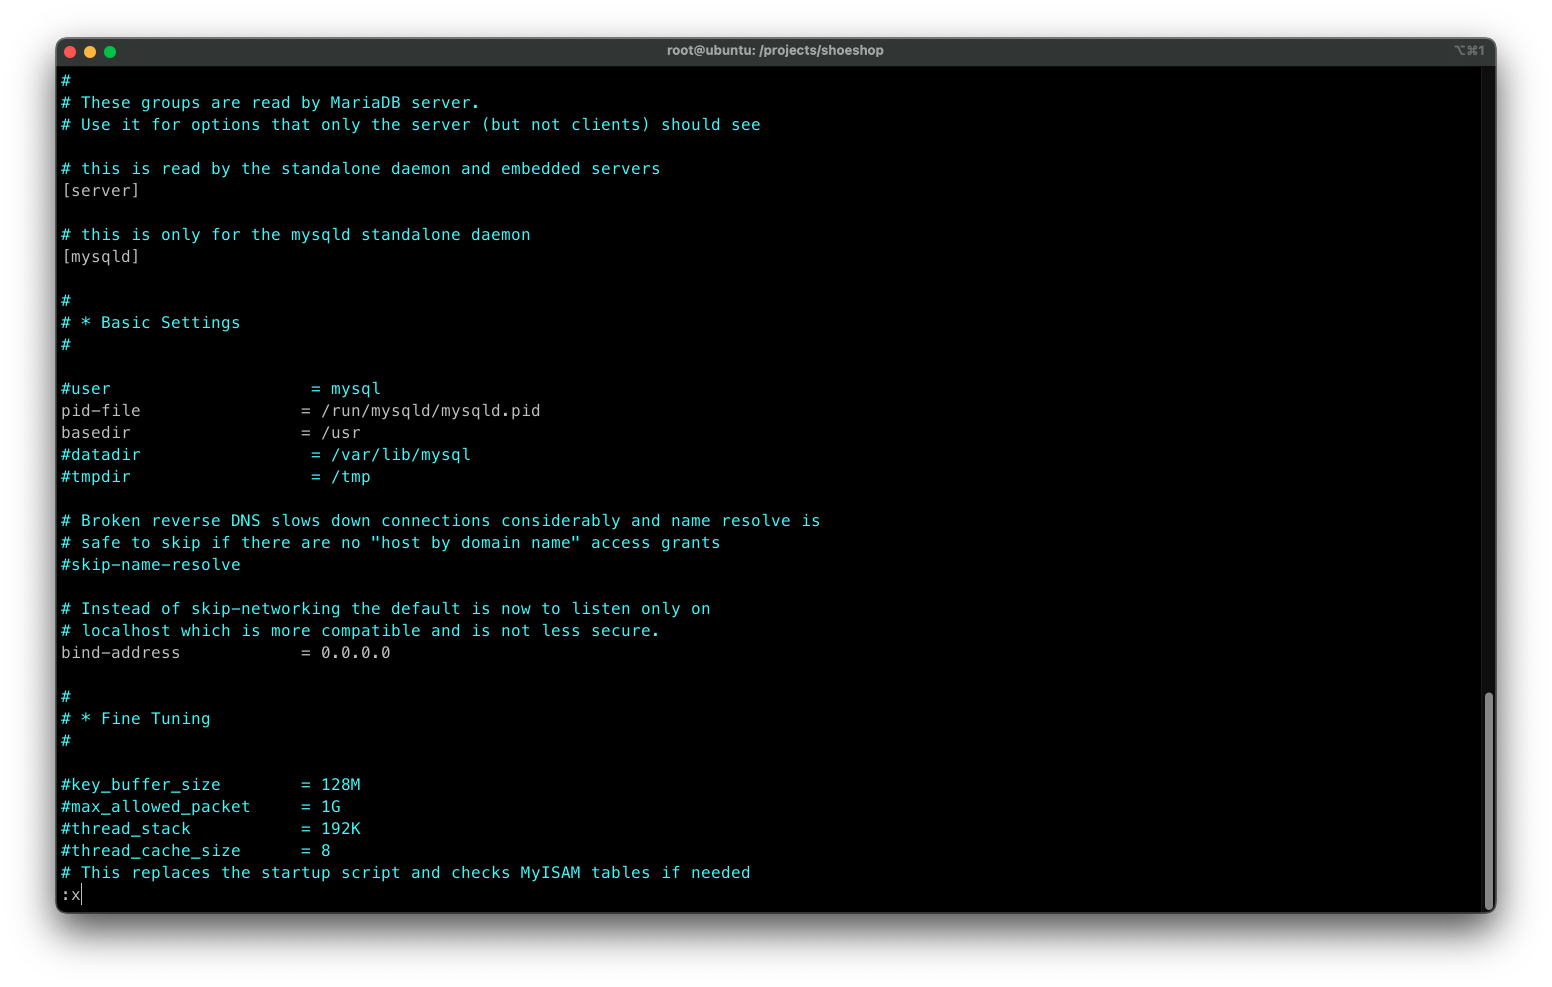 root@ubuntu: /projects/shoeshop
⌥⌘1
#
# These groups are read by MariaDB server.
# Use it for options that only the server (but not clients) should see
# this is read by the standalone daemon and embedded servers
[server]
# this is only for the mysqld standalone daemon
[mysqld]
#
# * Basic Settings
#
#user                    = mysql
pid-file                = /run/mysqld/mysqld.pid
basedir                 = /usr
#datadir                 = /var/lib/mysql
#tmpdir                  = /tmp
# Broken reverse DNS slows down connections considerably and name resolve is
# safe to skip if there are no "host by domain name" access grants
#skip-name-resolve
# Instead of skip-networking the default is now to listen only on
# localhost which is more compatible and is not less secure.
bind-address            = 0.0.0.0
#
# * Fine Tuning
#
#key_buffer_size        = 128M
#max_allowed_packet     = 1G
#thread_stack           = 192K
#thread_cache_size      = 8
# This replaces the startup script and checks MyISAM tables if needed
:x